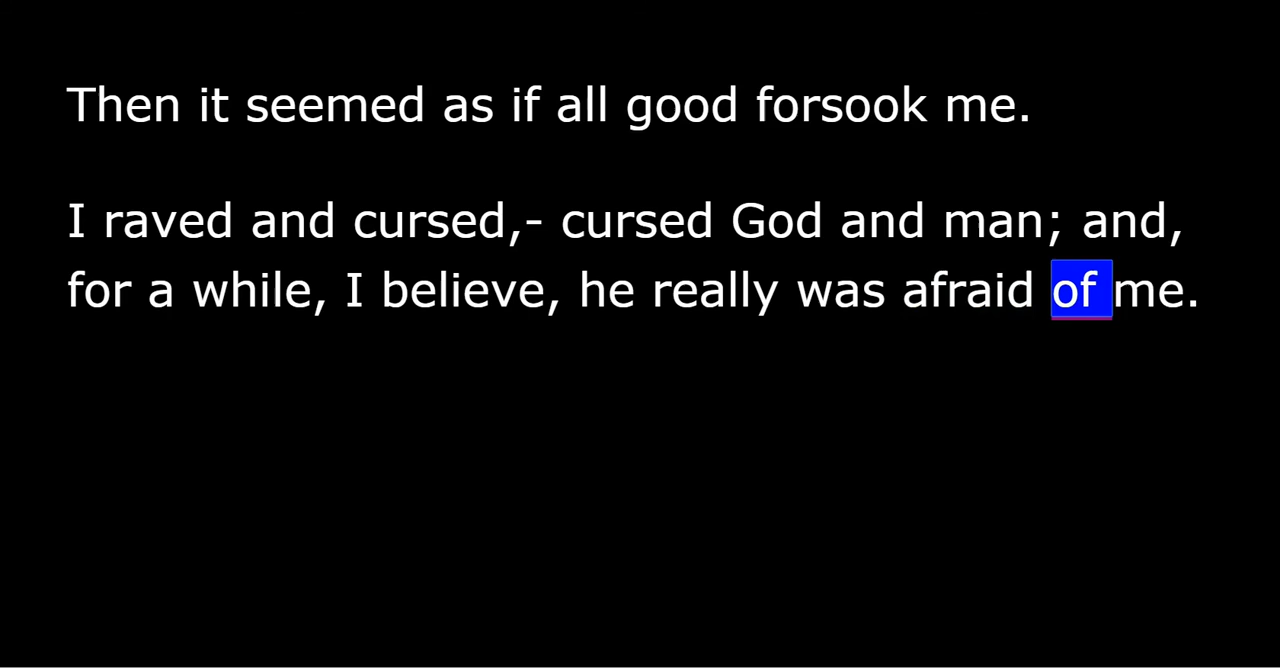 Then it seemed as if all good forsook me.
I raved and cursed,- cursed God and man; and,
for a while, I believe, he really was afraid of me.